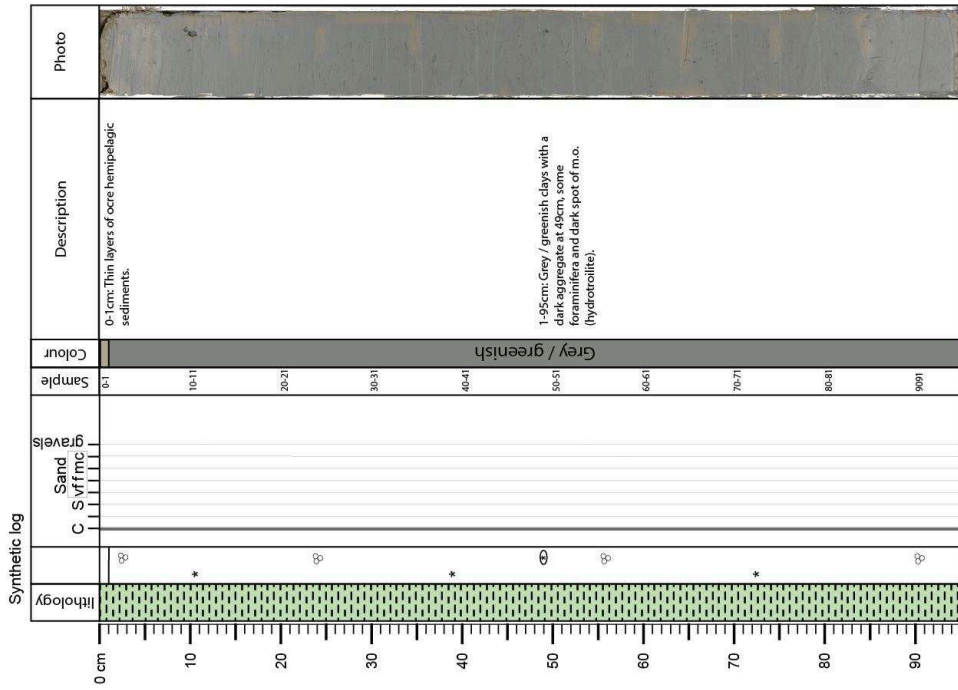 Synthetic log
lithology
C S vf f m c
Sand
gravels
Sample
Colour
Description
Photo
0-1
10-11
20-21
30-31
40-41
50-51
60-61
70-71
80-81
9091
Grey / greenish
0-1cm: Thin layers of ocre hemipelagic
sediments.
1-95cm: Grey / greenish clays with a
dark aggregate at 49cm, some
foraminifera and dark spot of m.o.
(hydrotroilite).
0 cm
10
20
30
40
50
60
70
80
90